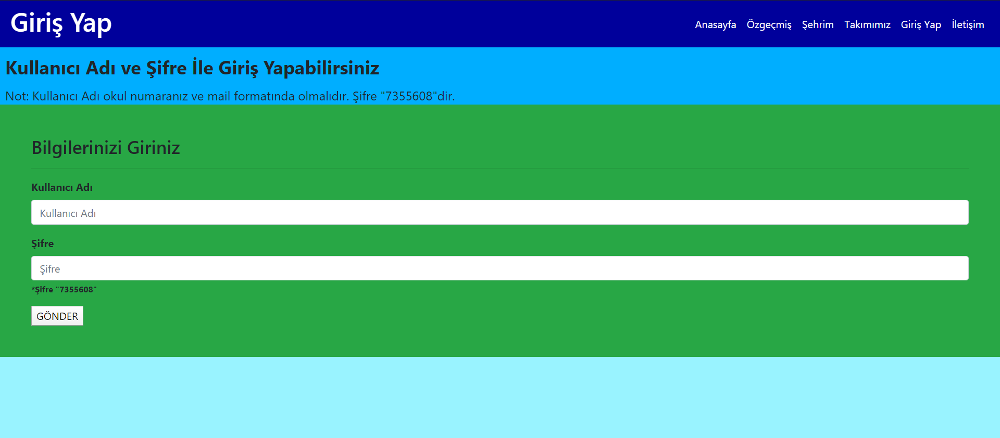 Giriş Yap
Anasayfa Özgeçmiş Şehrim Takımımız Giriş Yap İletişim
Kullanıcı Adı ve Şifre İle Giriş Yapabilirsiniz
Not: Kullanıcı Adı okul numaranız ve mail formatında olmalıdır. Şifre "7355608"dir.
Bilgilerinizi Giriniz
Kullanıcı Adı
Kullanıcı Adı
Şifre
Şifre
*Şifre "7355608"
GÖNDER